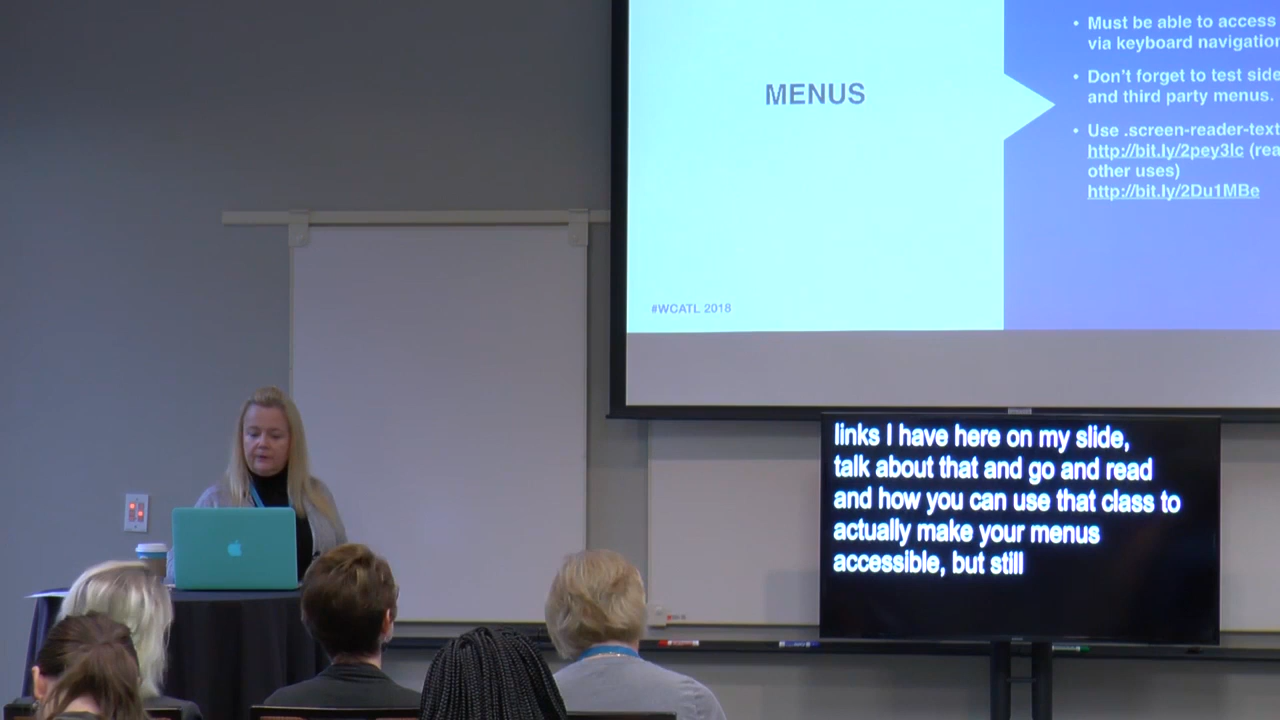 MENUS
#WCATL 2018
• Must be able to access
via keyboard navigation
• Don't forget to test side
and third party menus.
• Use .screen-reader-text
http://bit.ly/2pey3lc (rea
other uses)
http://bit.ly/2Du1MBe
links I have here on my slide,
talk about that and go and read
and how you can use that class to
actually make your menus
accessible, but still